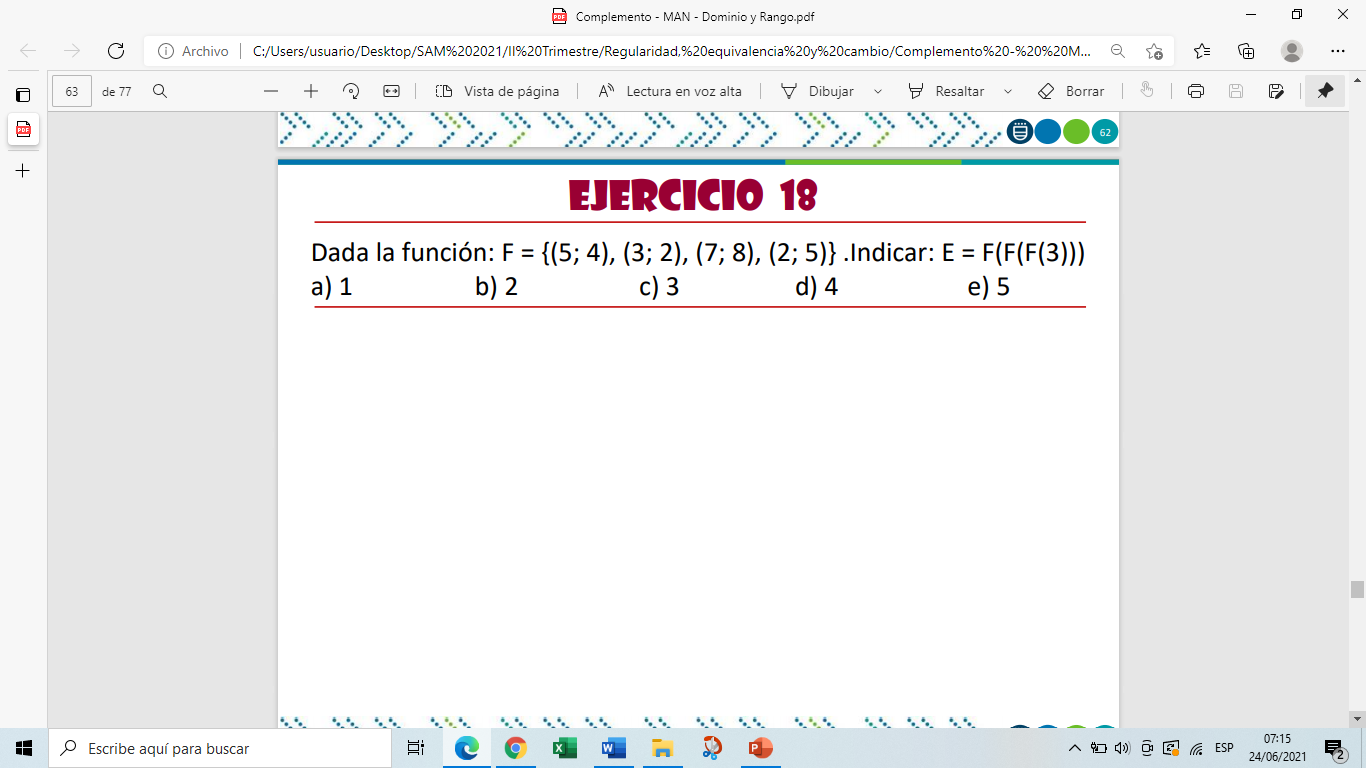 Complemento - MAN - Dominio y Rango.pdf
Archivo
C:/Users/usuario/Desktop/SAM%202021/II%20Trimestre/Regularidad,%20equivalencia%20y%20cambio/Complemento%20-%20%20M...
63
de 77
Vista de página
Lectura en voz alta
Dibujar
Resaltar
Borrar
62
EJERCICIO 18
Dada la función: F = {(5; 4), (3; 2), (7; 8), (2; 5)} .Indicar: E = F(F(F(3)))
a) 1 b) 2 c) 3 d) 4 e) 5
Escribe aquí para buscar
ESP
07:15
24/06/2021
2